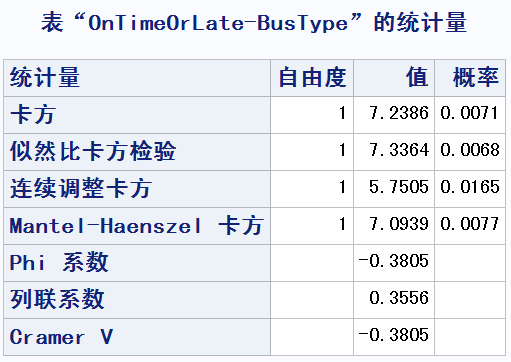 表“OnTimeOrLate-BusType”的统计量
统计量 自由度 值 概率
卡方 1 7.2386 0.0071
似然比卡方检验 1 7.3364 0.0068
连续调整卡方 1 5.7505 0.0165
Mantel-Haenszel 卡方 1 7.0939 0.0077
Phi 系数 -0.3805
列联系数 0.3556
Cramer V -0.3805